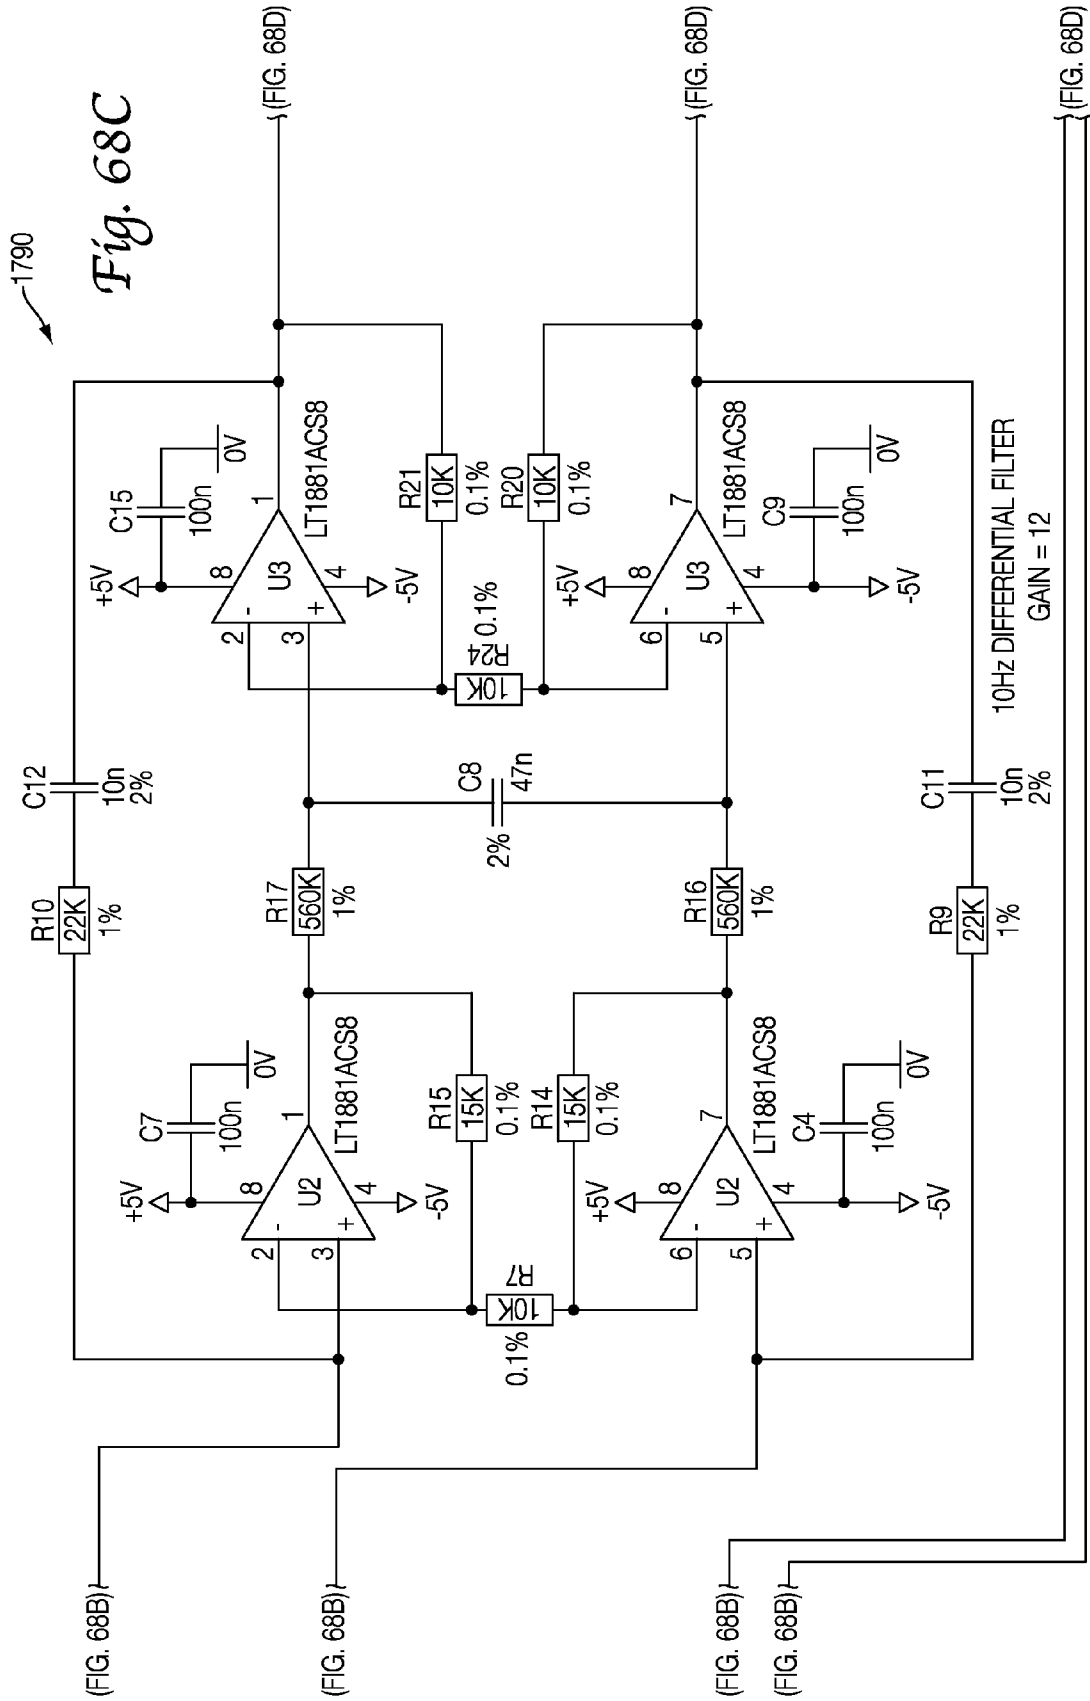 1790
Fig. 68C
R10
22K
1%
C12
10n
2%
(FIG. 68B)
(FIG. 68D)
+5V
C7
100n
0V
8
2
-
3
+
U2
1
4
-5V
LT1881ACS8
R17
560K
1%
+5V
C15
100n
0V
8
2
-
3
+
U3
1
4
-5V
LT1881ACS8
R15
15K
0.1%
R21
10K
0.1%
R7
10K
0.1%
C8
47n
2%
R24
10K
0.1%
R14
15K
0.1%
R20
10K
0.1%
(FIG. 68B)
(FIG. 68D)
+5V
8
6
-
5
+
U2
7
4
-5V
LT1881ACS8
C4
100n
R16
560K
1%
+5V
8
6
-
5
+
U3
7
4
-5V
LT1881ACS8
C9
100n
R9
22K
1%
C11
10n
2%
10Hz DIFFERENTIAL FILTER
GAIN = 12
(FIG. 68B)
(FIG. 68B)
(FIG. 68D)